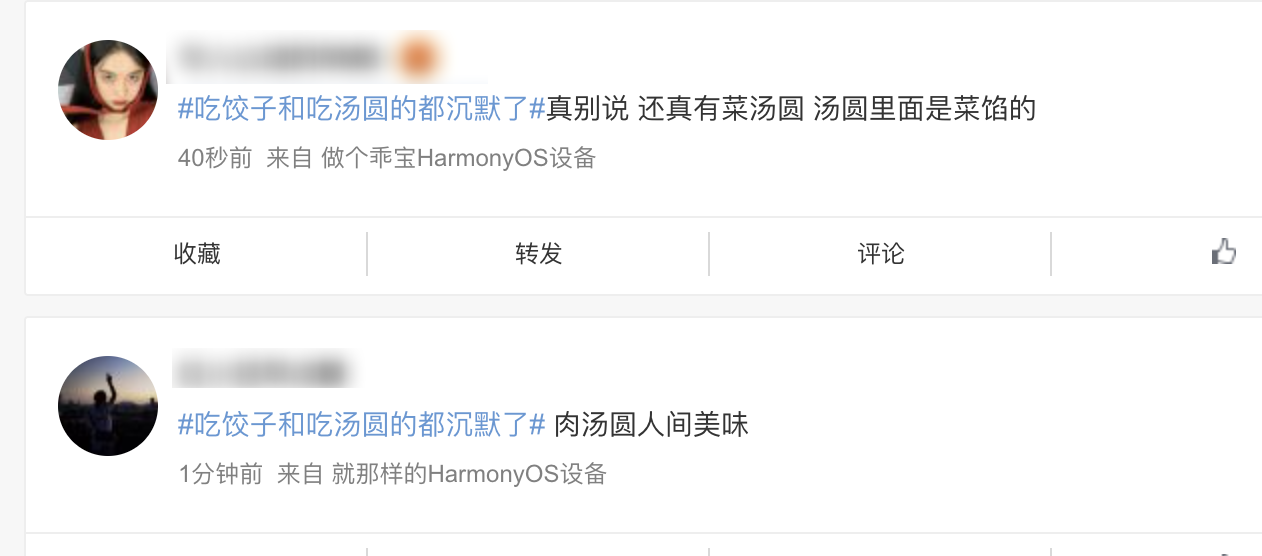 #吃饺子和吃汤圆的都沉默了#真别说 还真有菜汤圆 汤圆里面是菜馅的
40秒前 来自 做个乖宝HarmonyOS设备
收藏 转发 评论
#吃饺子和吃汤圆的都沉默了# 肉汤圆人间美味
1分钟前 来自 就那样的HarmonyOS设备